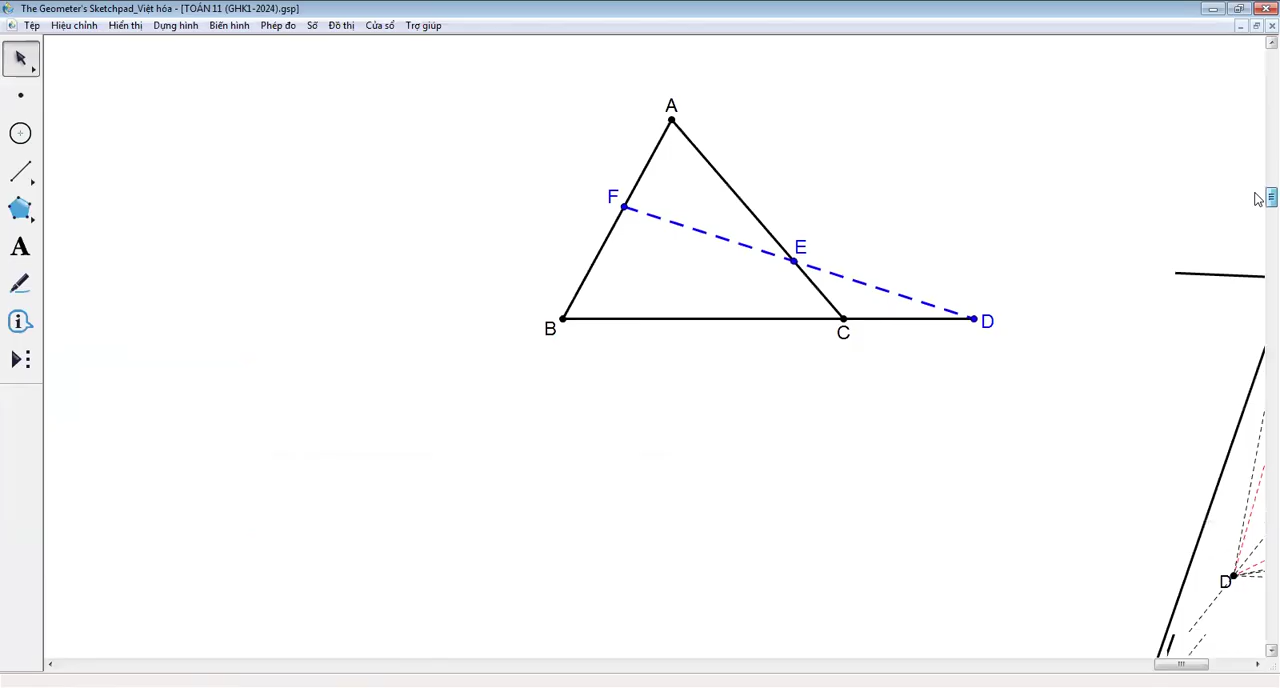 The Geometer's Sketchpad_Việt hóa - [TOÁN 11 (GHK1-2024).gsp]
Tệp Hiệu chỉnh Hiển thị Dựng hình Biến hình Phép đo Số Đồ thị Cửa sổ Trợ giúp
A
A
F
E
B
C
D
D